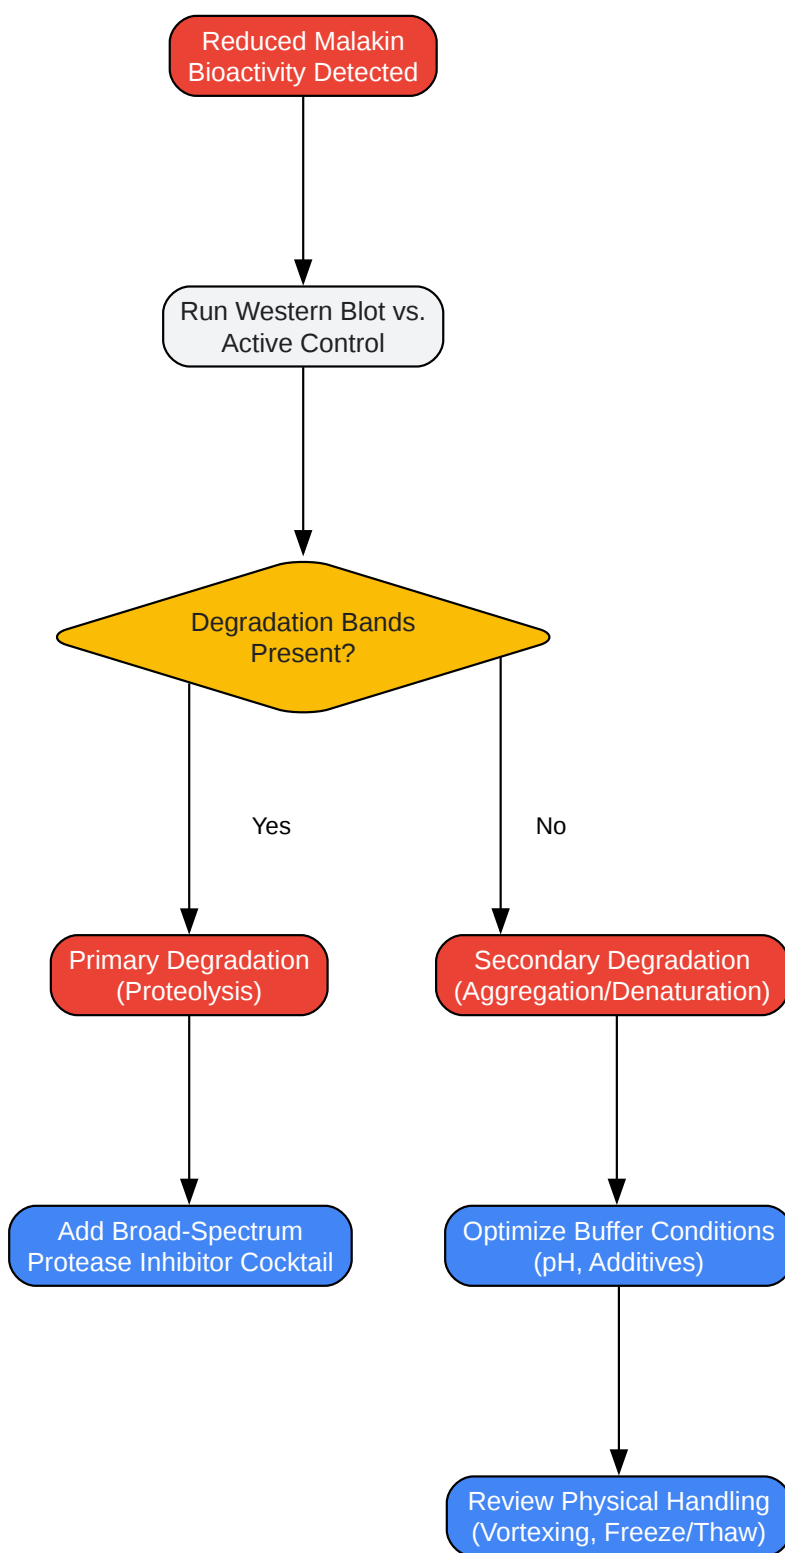 Reduced Malakin
Bioactivity Detected
Run Western Blot vs.
Active Control
Degradation Bands
Present?
Yes
No
Primary Degradation
(Proteolysis)
Secondary Degradation
(Aggregation/Denaturation)
Add Broad-Spectrum
Protease Inhibitor Cocktail
Optimize Buffer Conditions
(pH, Additives)
Review Physical Handling
(Vortexing, Freeze/Thaw)